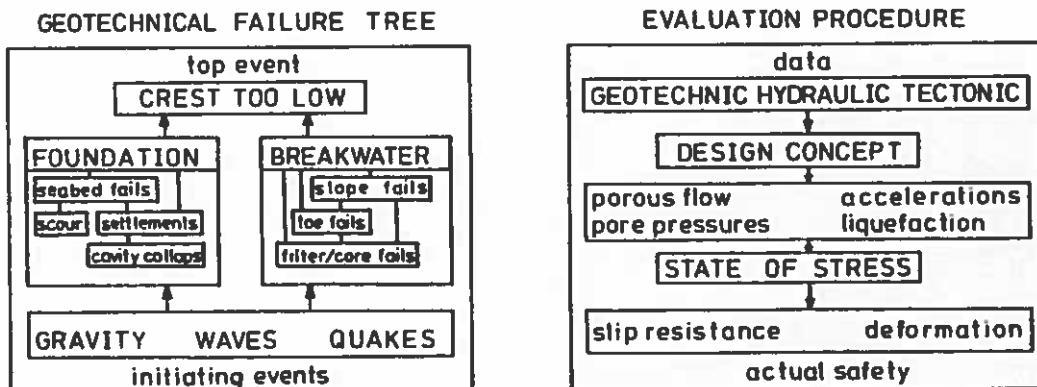 GEOTECHNICAL FAILURE TREE
top event
CREST TOO LOW
FOUNDATION
seabed fails
scour
settlements
cavity collaps
BREAKWATER
slope fails
toe fails
filter/core fails
GRAVITY WAVES QUAKES
initiating events
EVALUATION PROCEDURE
data
GEOTECHNIC HYDRAULIC TECTONIC
DESIGN CONCEPT
porous flow accelerations
pore pressures liquefaction
STATE OF STRESS
slip resistance deformation
actual safety